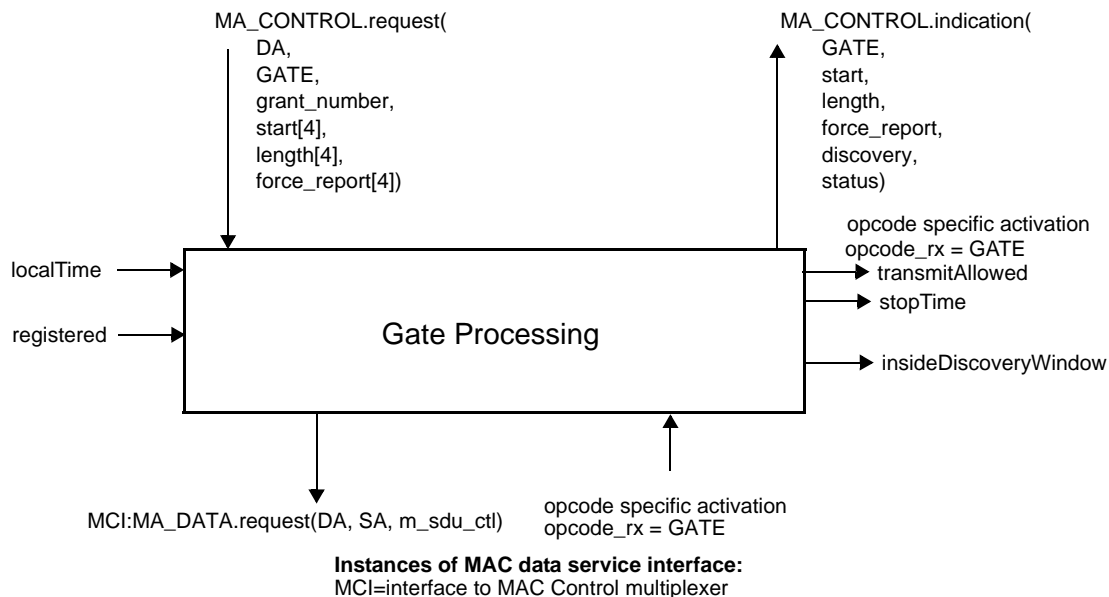 MA_CONTROL.request(
DA,
GATE,
grant_number,
start[4],
length[4],
force_report[4])
MA_CONTROL.indication(
GATE,
start,
length,
force_report,
discovery,
status)
opcode specific activation
opcode_rx = GATE
localTime
registered
Gate Processing
transmitAllowed
stopTime
insideDiscoveryWindow
MCI:MA_DATA.request(DA, SA, m_sdu_ctl)
opcode specific activation
opcode_rx = GATE
Instances of MAC data service interface:
MCI=interface to MAC Control multiplexer